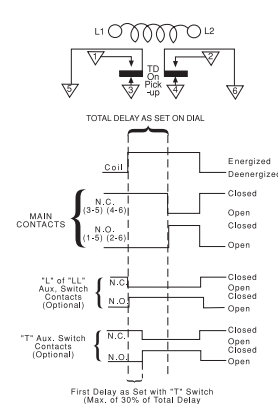 L1 L2
1 2
TD
On
Pick
-up
5 3 4 6
TOTAL DELAY AS SET ON DIAL
Coil
Energized
Deenergized
MAIN
CONTACTS
N.C.
(3-5) (4-6)
Closed
Open
N.O.
(1-5) (2-6)
Closed
Open
"L" of "LL"
Aux. Switch
Contacts
(Optional)
N.C.
Closed
Open
N.O.
Closed
Open
"T" Aux. Switch
Contacts
(Optional)
N.C.
Closed
Open
N.O.
Closed
Open
First Delay as Set with "T" Switch
(Max. of 30% of Total Delay